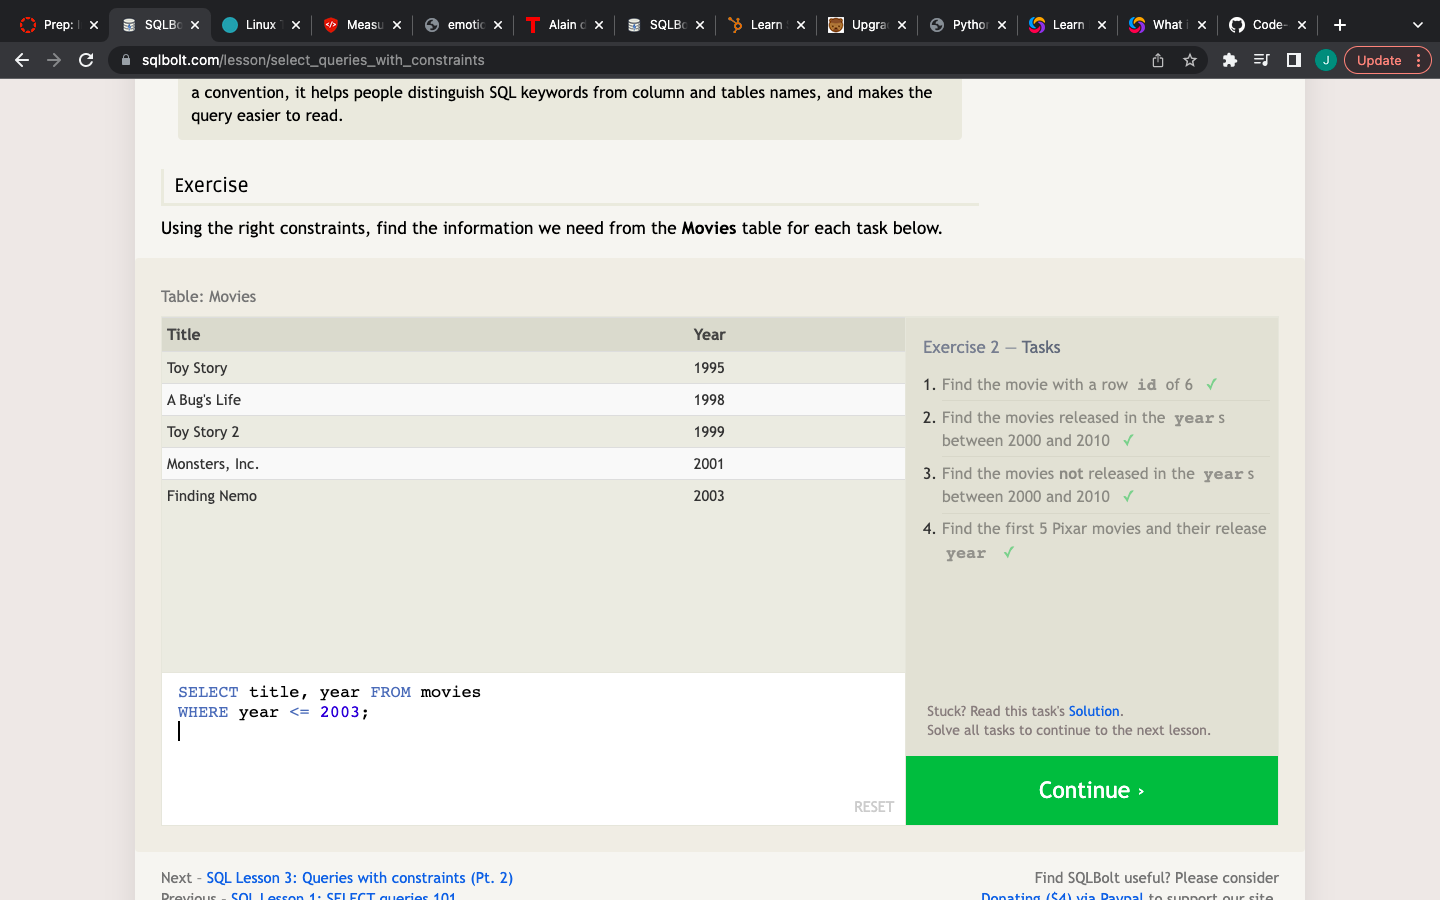 Prep:
SQLBo
Linux
Measu
emotio
Alain d
SQLBo
Learn
Upgra
Python
Learn
What
Code-
sqlbolt.com/lesson/select_queries_with_constraints
J
Update
a convention, it helps people distinguish SQL keywords from column and tables names, and makes the
query easier to read.
Exercise
Using the right constraints, find the information we need from the Movies table for each task below.
Table: Movies
Title Year
Toy Story 1995
A Bug's Life 1998
Toy Story 2 1999
Monsters, Inc. 2001
Finding Nemo 2003
SELECT title, year FROM movies
WHERE year <= 2003;
RESET
Exercise 2 — Tasks
1. Find the movie with a row id of 6 ✓
2. Find the movies released in the years
between 2000 and 2010 ✓
3. Find the movies not released in the years
between 2000 and 2010 ✓
4. Find the first 5 Pixar movies and their release
year ✓
Stuck? Read this task's Solution.
Solve all tasks to continue to the next lesson.
Continue ›
Next – SQL Lesson 3: Queries with constraints (Pt. 2)
Previous – SQL Lesson 1: SELECT queries 101
Find SQLBolt useful? Please consider
Donating ($4) via Paypal to support our site.